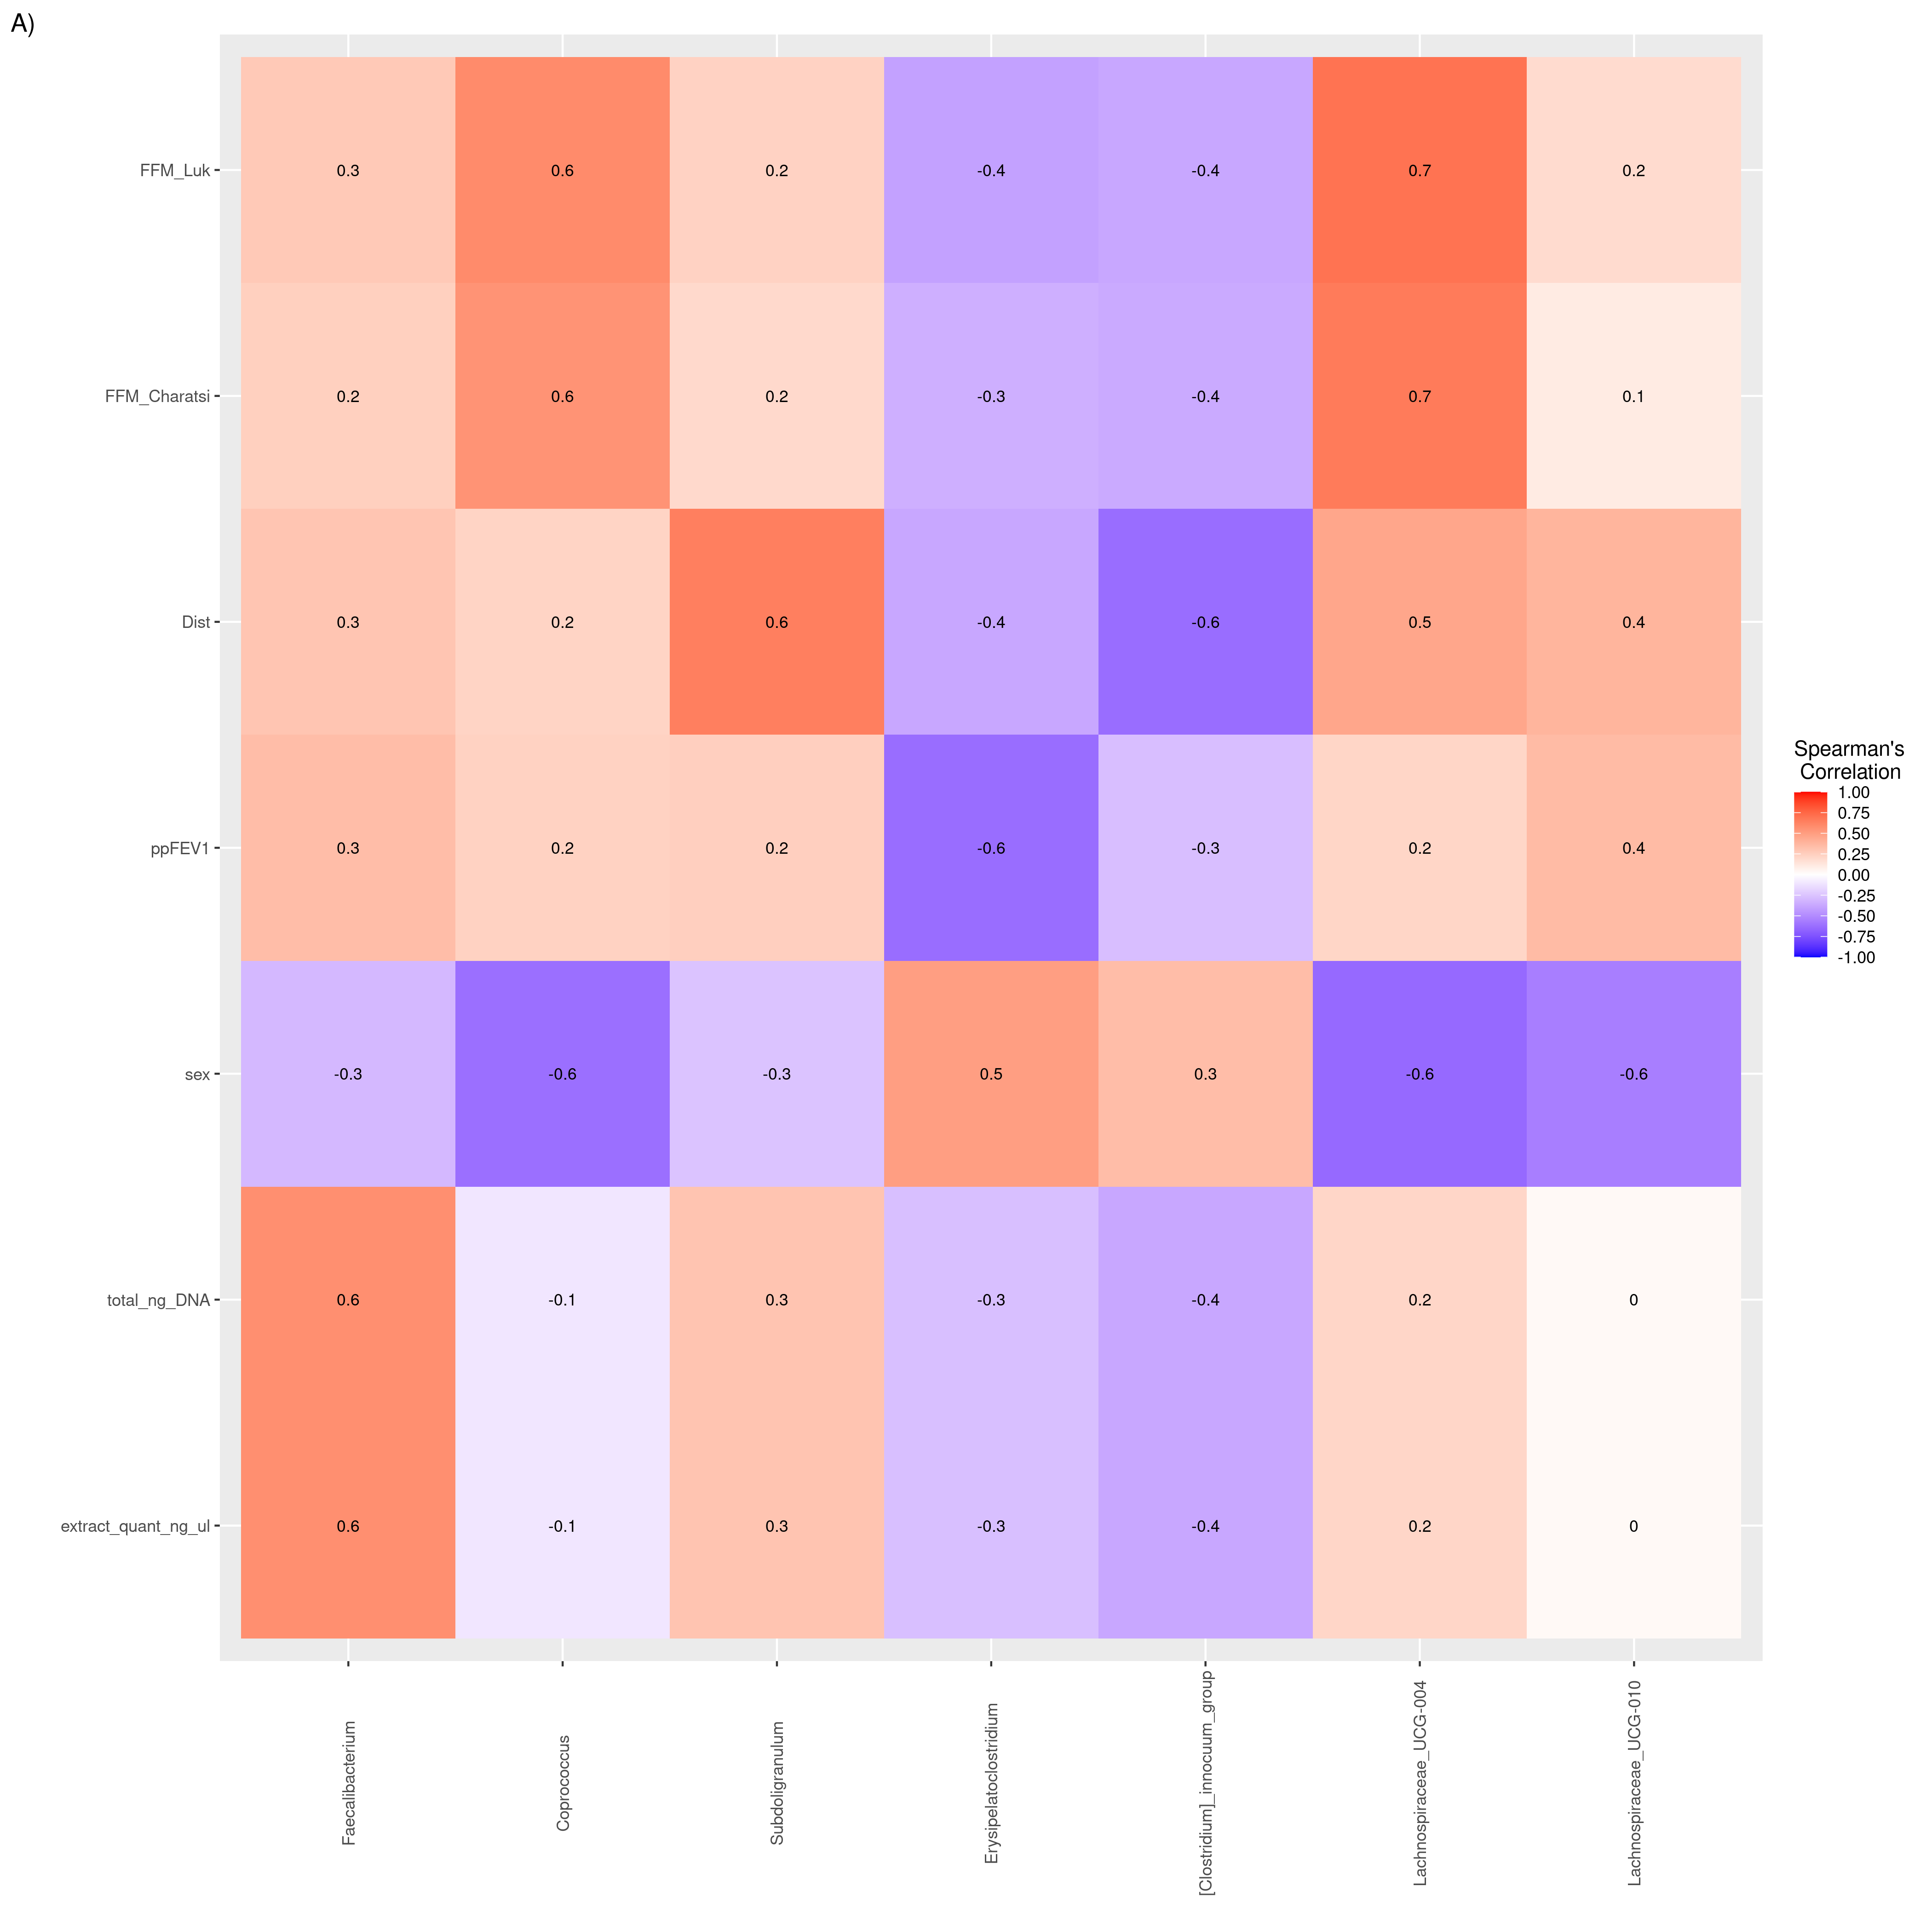 A)
FFM_Luk 0.3 0.6 0.2 -0.4 -0.4 0.7 0.2
FFM_Charatsi 0.2 0.6 0.2 -0.3 -0.4 0.7 0.1
Dist 0.3 0.2 0.6 -0.4 -0.6 0.5 0.4
ppFEV1 0.3 0.2 0.2 -0.6 -0.3 0.2 0.4
sex -0.3 -0.6 -0.3 0.5 0.3 -0.6 -0.6
total_ng_DNA 0.6 -0.1 0.3 -0.3 -0.4 0.2 0
extract_quant_ng_ul 0.6 -0.1 0.3 -0.3 -0.4 0.2 0
Faecalibacterium
Coprococcus
Subdoligranulum
Erysipelatoclostridium
[Clostridium]_innocuum_group
Lachnospiraceae_UCG-004
Lachnospiraceae_UCG-010
Spearman's
Correlation
1.00
0.75
0.50
0.25
0.00
-0.25
-0.50
-0.75
-1.00